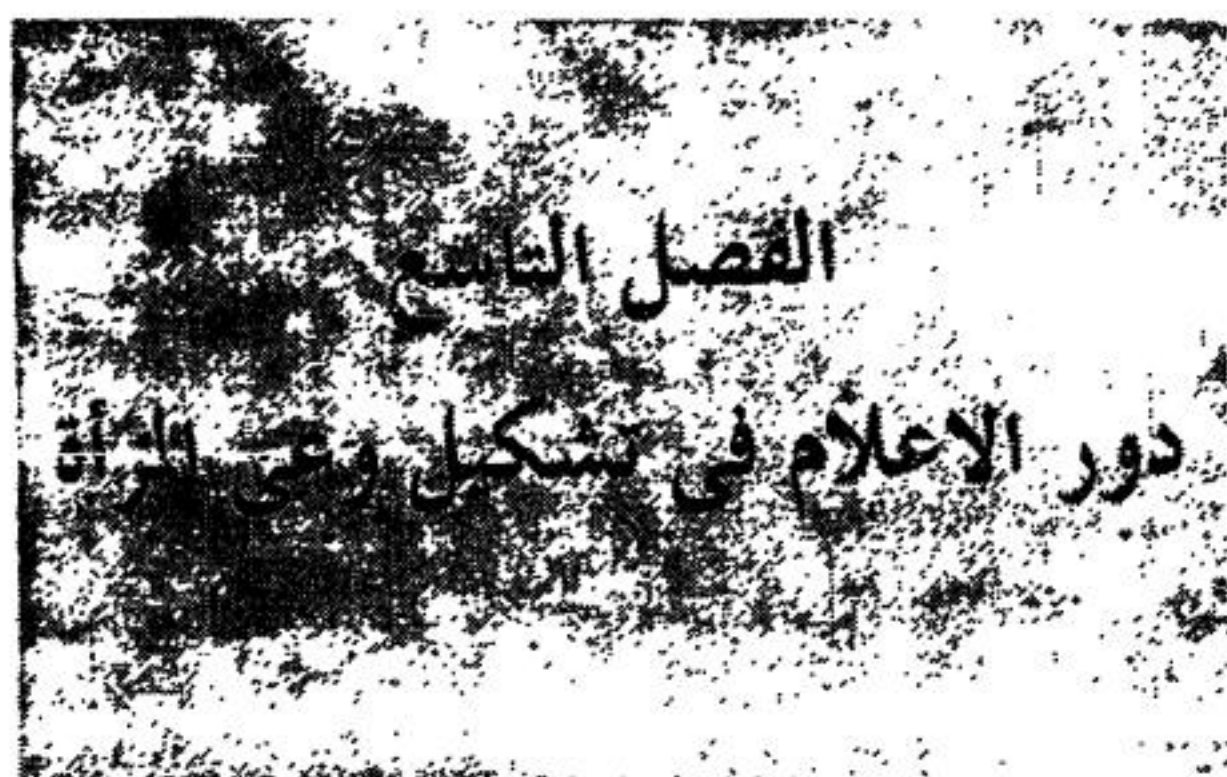 الفصل التاسع
دور الاعلام فى تشكيل وعى المرأة